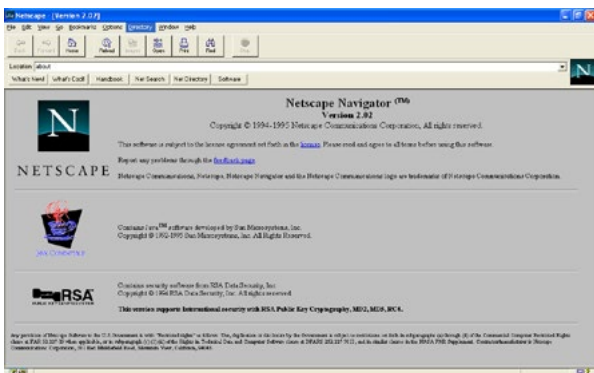 Netscape - [Version 2.02]
File Edit View Go Bookmarks Options Directory Window Help
Back Forward Home Reload Images Open Print Find Stop
Location: about:
What's New! What's Cool! Handbook Net Search Net Directory Software
N
N
NETSCAPE
Netscape Navigator (TM)
Version 2.02
Copyright © 1994-1995 Netscape Communications Corporation, All rights reserved.
This software is subject to the license agreement set forth in the license. Please read and agree to all terms before using this software.
Report any problems through the feedback page.
Netscape Communications, Netscape, Netscape Navigator and the Netscape Communications logo are trademarks of Netscape Communications Corporation.
JAVA COMPATIBLE
Contains Java™ software developed by Sun Microsystems, Inc.
Copyright © 1992-1995 Sun Microsystems, Inc. All Rights Reserved.
RSA
PUBLIC KEY CRYPTOSYSTEM
Contains security software from RSA Data Security, Inc.
Copyright © 1994 RSA Data Security, Inc. All rights reserved.
This version supports International security with RSA Public Key Cryptography, MD2, MD5, RC4.